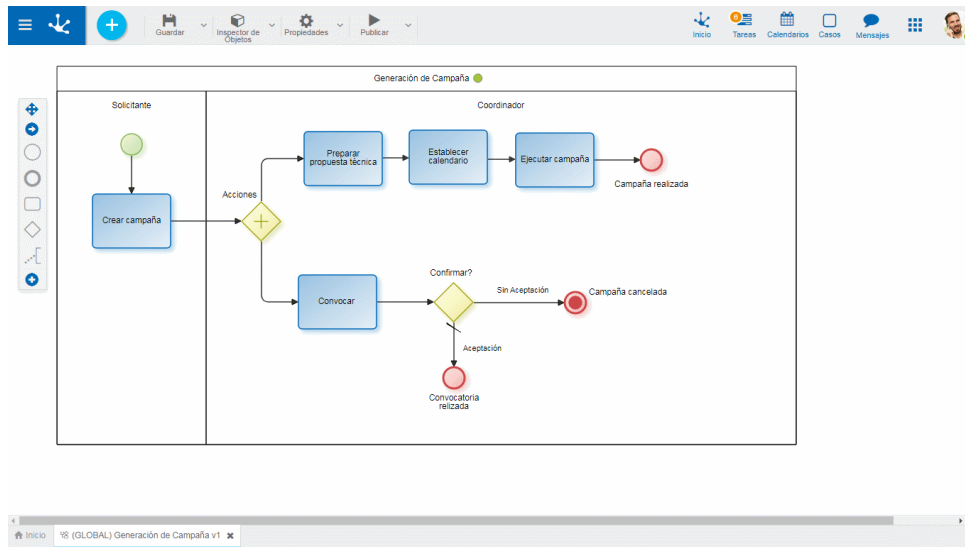 Guardar
Inspector de
Objetos
Propiedades
Publicar
Inicio
6
Tareas
Calendarios
Casos
Mensajes
Generación de Campaña
Solicitante
Coordinador
Preparar
propuesta técnica
Establecer
calendario
Ejecutar campaña
Campaña realizada
Acciones
Crear campaña
Confirmar?
Convocar
Sin Aceptación
Campaña cancelada
Aceptación
Convocatoria
relizada
Inicio
(GLOBAL) Generación de Campaña v1